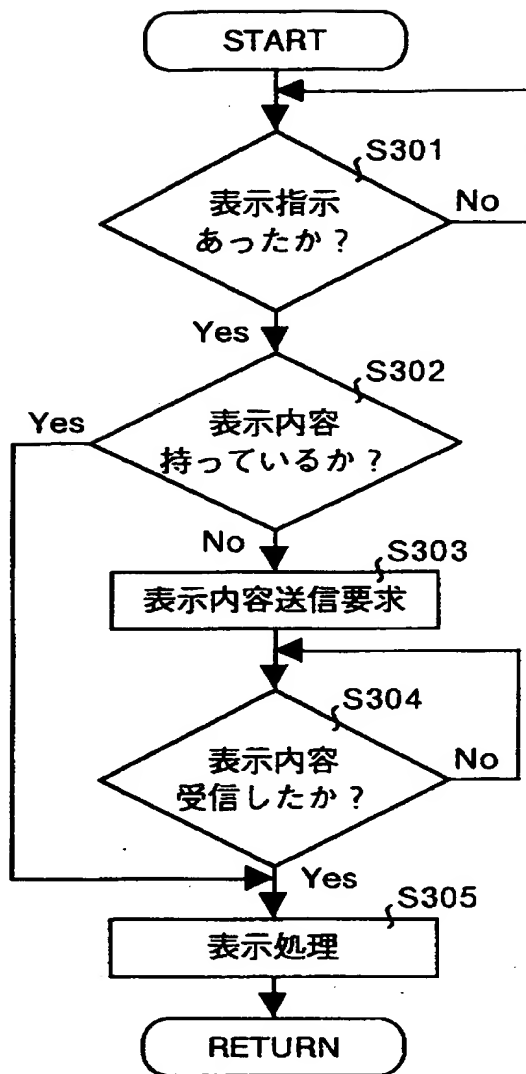 START
S301
表示指示
あったか？
No
Yes
S302
Yes
表示内容
持っているか？
No
S303
表示内容送信要求
S304
表示内容
受信したか？
No
Yes
S305
表示処理
RETURN